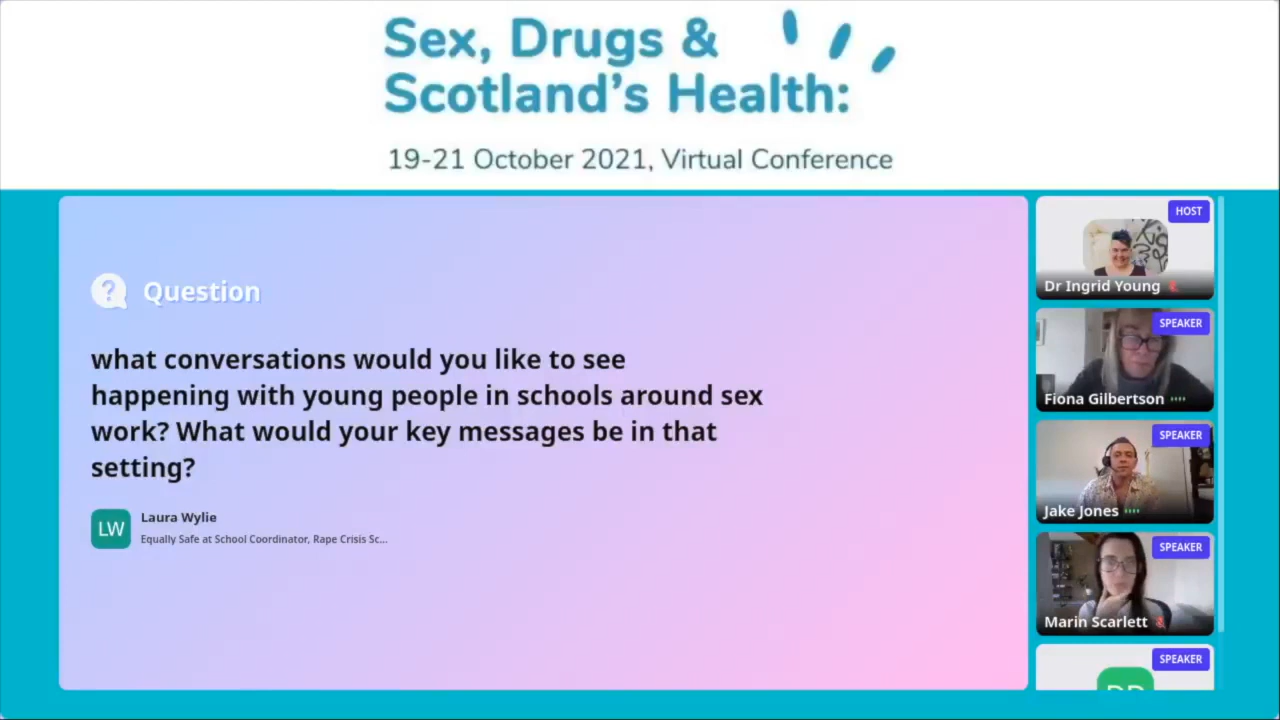 Sex, Drugs &
Scotland's Health:
19-21 October 2021, Virtual Conference
Question
what conversations would you like to see
happening with young people in schools around sex
work? What would your key messages be in that
setting?
LW
Laura Wylie
Equally Safe at School Coordinator, Rape Crisis Sc...
HOST
Dr Ingrid Young
SPEAKER
Fiona Gilbertson
SPEAKER
Jake Jones
SPEAKER
Marin Scarlett
SPEAKER